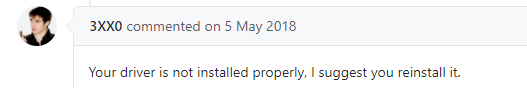 3XX0 commented on 5 May 2018
Your driver is not installed properly, I suggest you reinstall it.